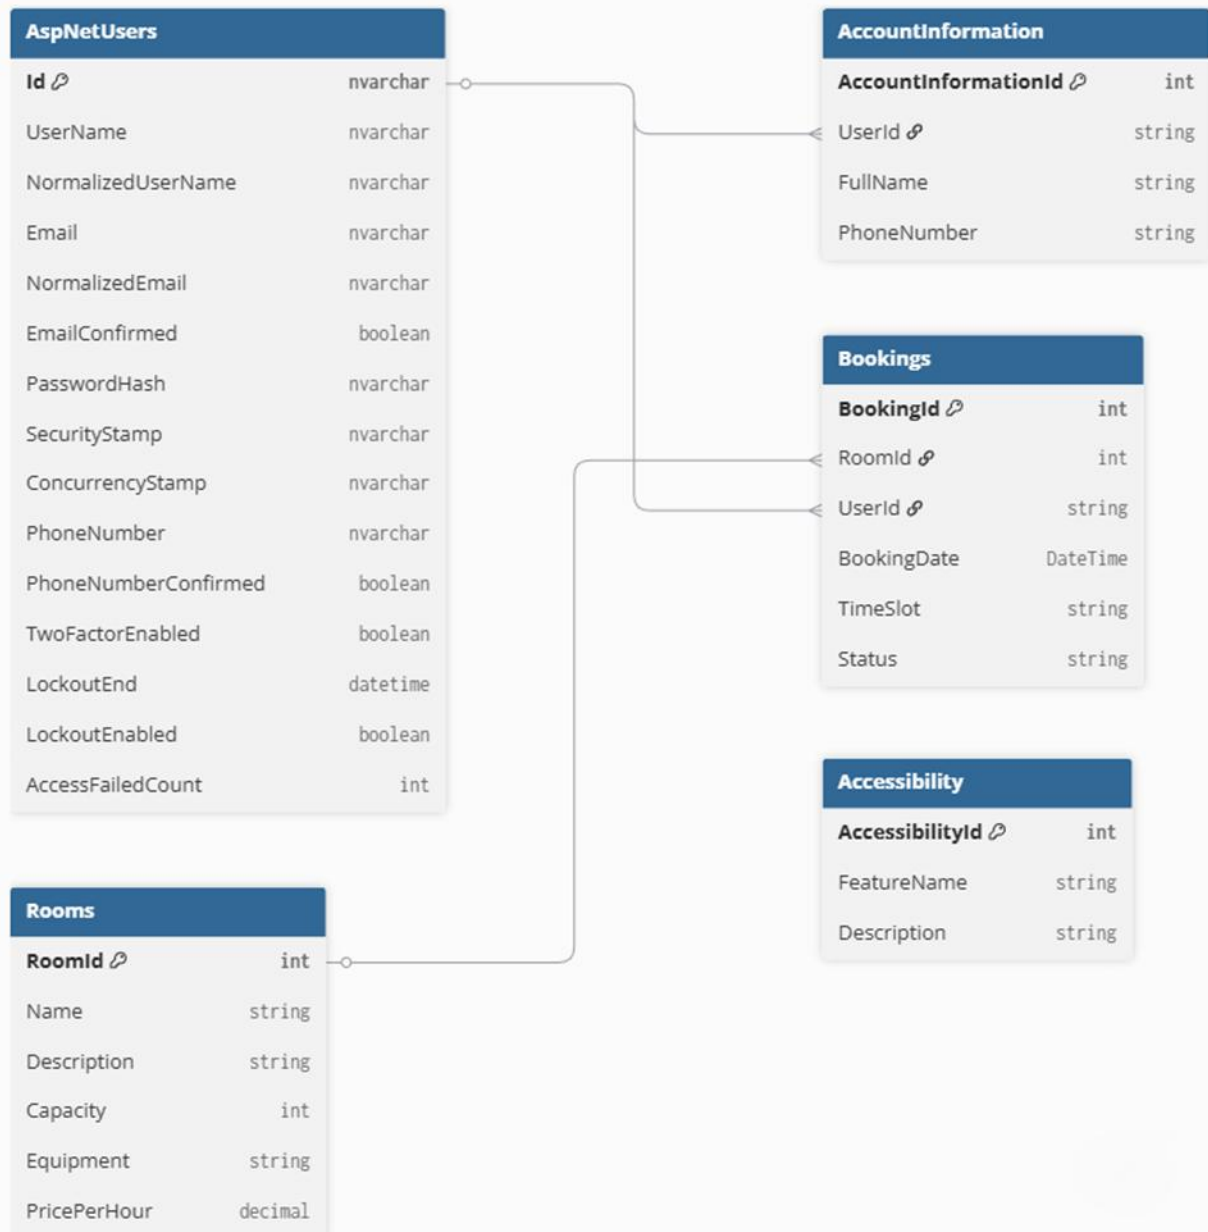 AspNetUsers
Id nvarchar
UserName nvarchar
NormalizedUserName nvarchar
Email nvarchar
NormalizedEmail nvarchar
EmailConfirmed boolean
PasswordHash nvarchar
SecurityStamp nvarchar
ConcurrencyStamp nvarchar
PhoneNumber nvarchar
PhoneNumberConfirmed boolean
TwoFactorEnabled boolean
LockoutEnd datetime
LockoutEnabled boolean
AccessFailedCount int
Rooms
RoomId int
Name string
Description string
Capacity int
Equipment string
PricePerHour decimal
AccountInformation
AccountInformationId int
UserId string
FullName string
PhoneNumber string
Bookings
BookingId int
RoomId int
UserId string
BookingDate DateTime
TimeSlot string
Status string
Accessibility
AccessibilityId int
FeatureName string
Description string